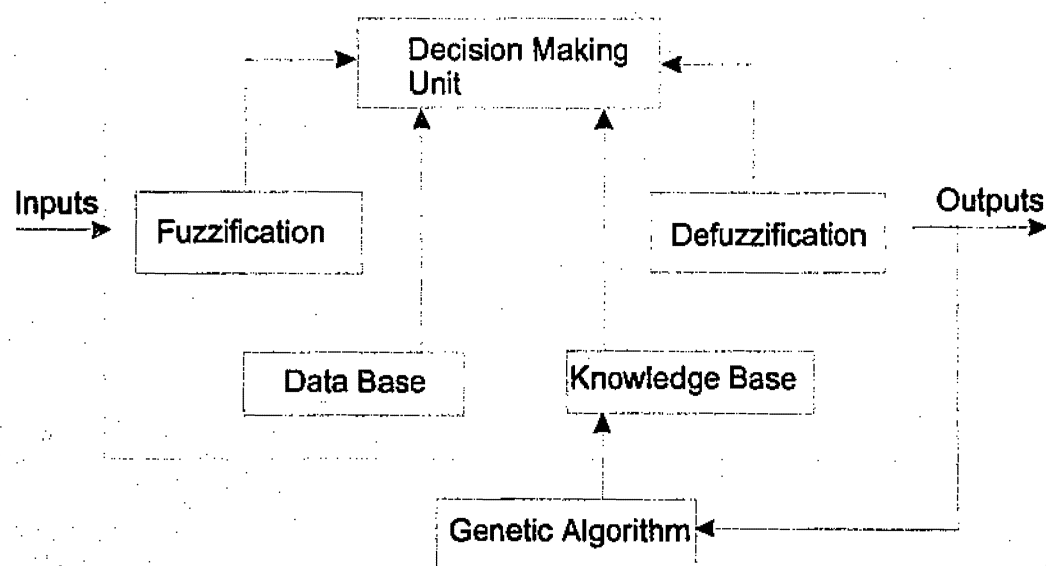 Decision Making
Unit
Inputs
Fuzzification
Defuzzification
Outputs
Data Base
Knowledge Base
Genetic Algorithm